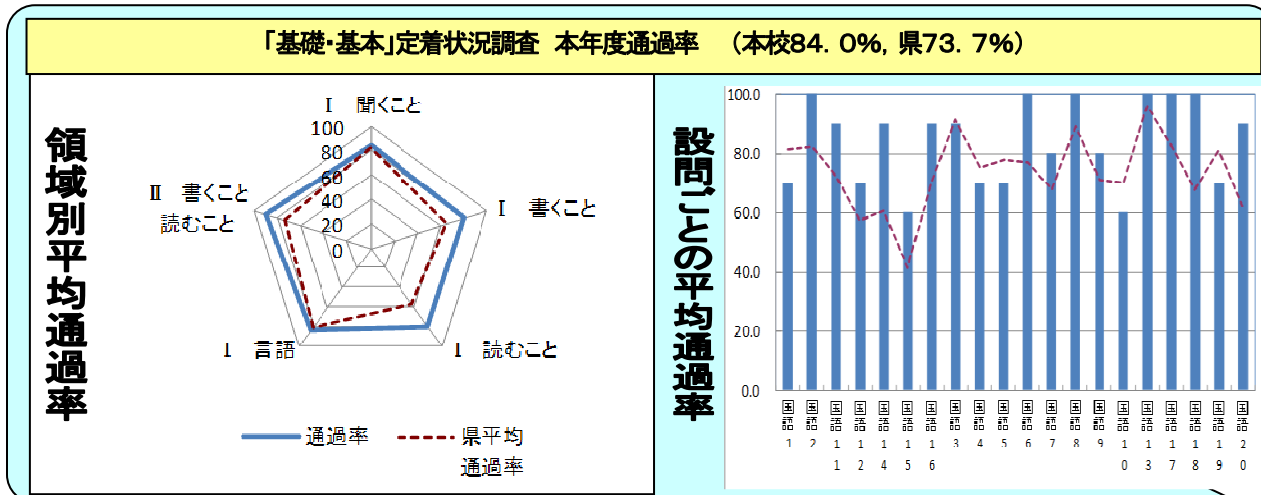 「基礎・基本」定着状況調査 本年度通過率 （本校84．0%，県73．7%）
領域別平均通過率
Ⅰ 聞くこと
100
80
60
40
20
0
Ⅰ 書くこと
Ⅰ 読むこと
Ⅰ 言語
Ⅱ 書くこと
読むこと
通過率
県平均
通過率
設問ごとの平均通過率
100.0
80.0
60.0
40.0
20.0
0.0
国語1
国語2
国語11
国語12
国語14
国語15
国語16
国語3
国語4
国語5
国語6
国語7
国語8
国語9
国語10
国語13
国語17
国語18
国語19
国語20